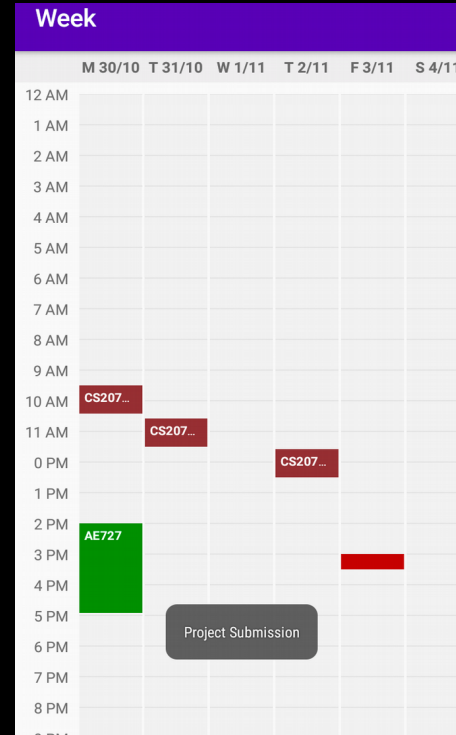 Week
M 30/10 T 31/10 W 1/11 T 2/11 F 3/11 S 4/11
12 AM
1 AM
2 AM
3 AM
4 AM
5 AM
6 AM
7 AM
8 AM
9 AM
10 AM CS207…
11 AM CS207…
0 PM CS207…
1 PM
2 PM AE727
3 PM
4 PM
5 PM
Project Submission
6 PM
7 PM
8 PM